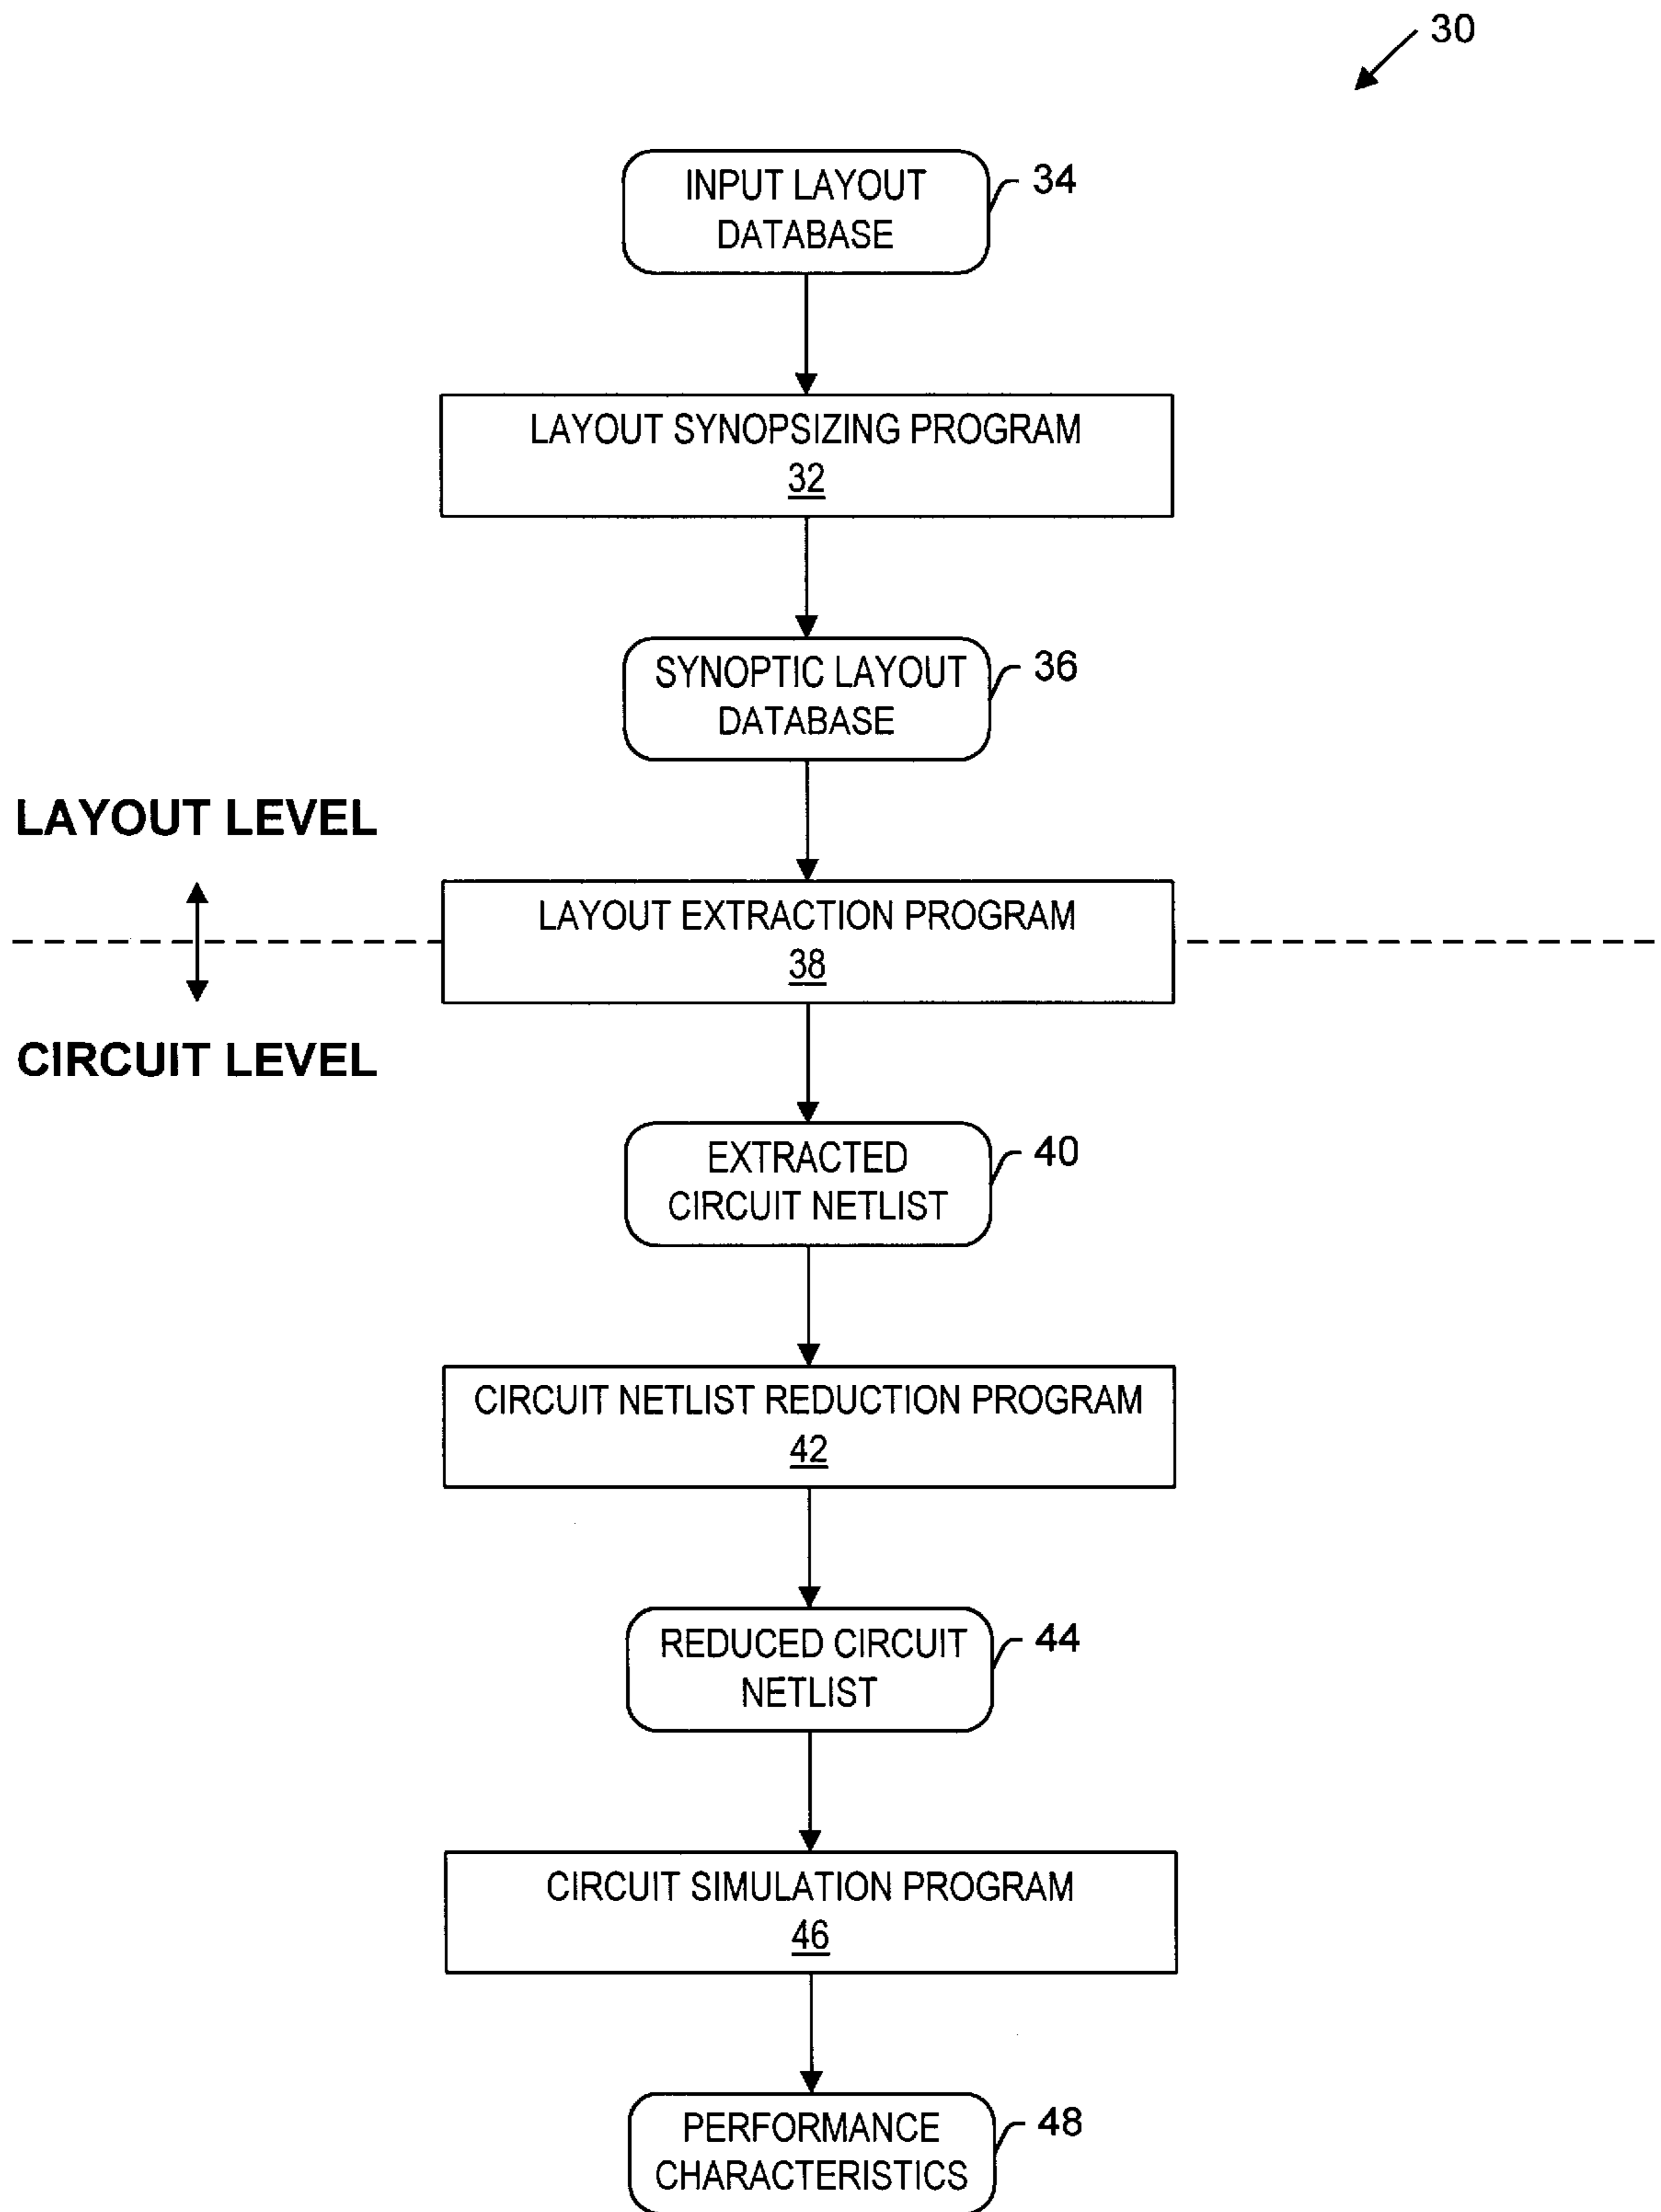 30
INPUT LAYOUT
DATABASE
34
LAYOUT SYNOPSIZING PROGRAM
32
SYNOPTIC LAYOUT
DATABASE
36
LAYOUT LEVEL
LAYOUT EXTRACTION PROGRAM
38
CIRCUIT LEVEL
EXTRACTED
CIRCUIT NETLIST
40
CIRCUIT NETLIST REDUCTION PROGRAM
42
REDUCED CIRCUIT
NETLIST
44
CIRCUIT SIMULATION PROGRAM
46
PERFORMANCE
CHARACTERISTICS
48